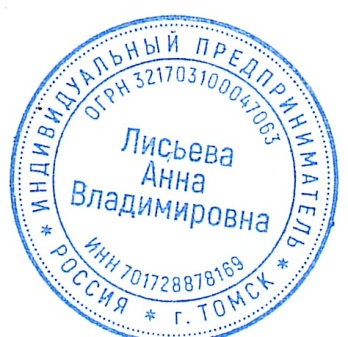 * ИНДИВИДУАЛЬНЫЙ ПРЕДПРИНИМАТЕЛЬ *
ОГРН 321703100047063
Лисьева
Анна
Владимировна
ИНН 701728878169
РОССИЯ * г. ТОМСК